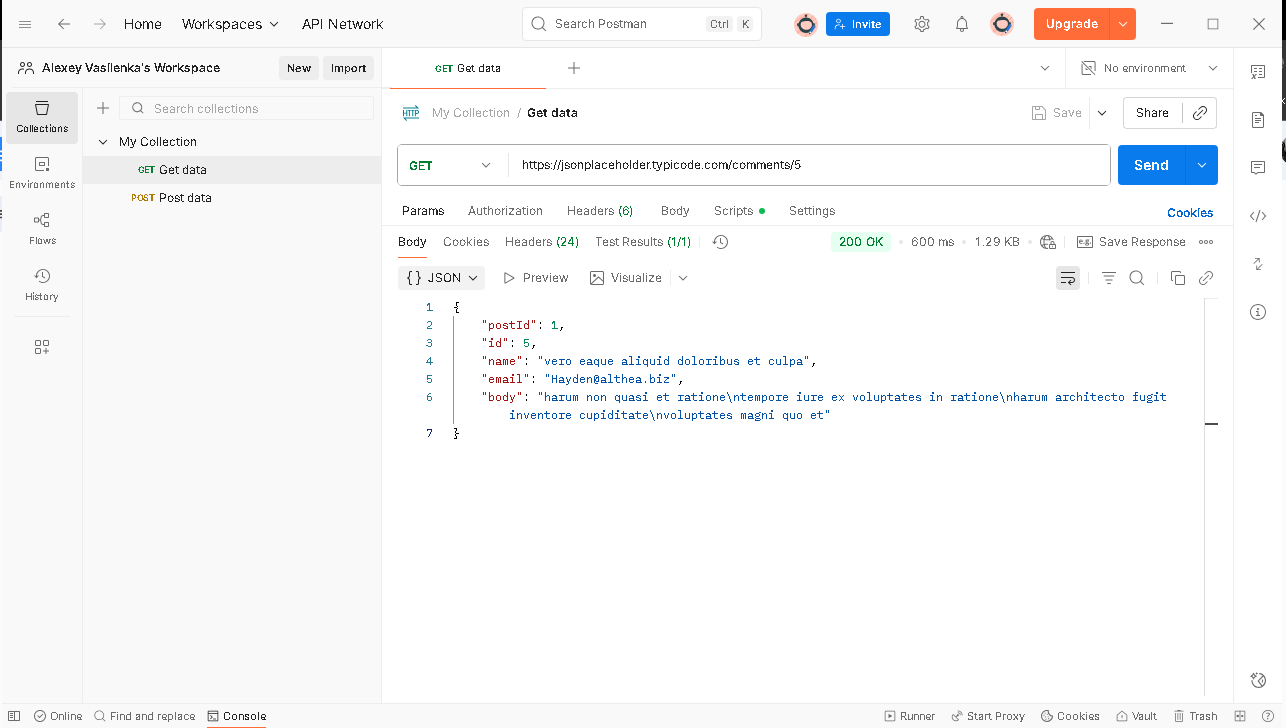 Home Workspaces API Network Search Postman Ctrl K Invite Upgrade
Alexey Vasilenka's Workspace New Import GET Get data No environment
Collections Search collections HTTP My Collection / Get data Save Share
My Collection
GET Get data GET https://jsonplaceholder.typicode.com/comments/5 Send
Environments
POST Post data
Params Authorization Headers (6) Body Scripts Settings Cookies
Flows
Body Cookies Headers (24) Test Results (1/1) 200 OK 600 ms 1.29 KB e.g. Save Response
History
{} JSON Preview Visualize
1 {
2 "postId": 1,
3 "id": 5,
4 "name": "vero eaque aliquid doloribus et culpa",
5 "email": "Hayden@althea.biz",
6 "body": "harum non quasi et ratione\ntempore iure ex voluptates in ratione\nharum architecto fugit
inventore cupiditate\nvoluptates magni quo et"
7 }
Online Find and replace Console Runner Start Proxy Cookies Vault Trash